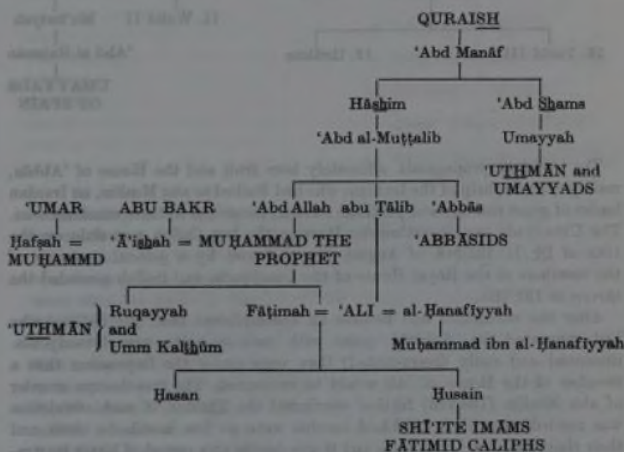 QURAISH
'Abd Manāf
Hāshim 'Abd Shams
'Abd al-Muṭṭalib Umayyah
'UTHMĀN and
UMAYYADS
'UMAR ABU BAKR 'Abd Allah abu Ṭālib 'Abbās
Ḥafṣah = 'Ā'ishah = MUḤAMMAD THE 'ABBĀSIDS
MUḤAMMD PROPHET
'UTHMĀN } Ruqayyah Fāṭimah = 'ALI = al-Ḥanafīyyah
and
Umm Kalthūm Muḥammad ibn al-Ḥanafīyyah
Ḥasan Ḥusain
SHĪ'ITE IMĀMS
FĀṬIMID CALIPHS